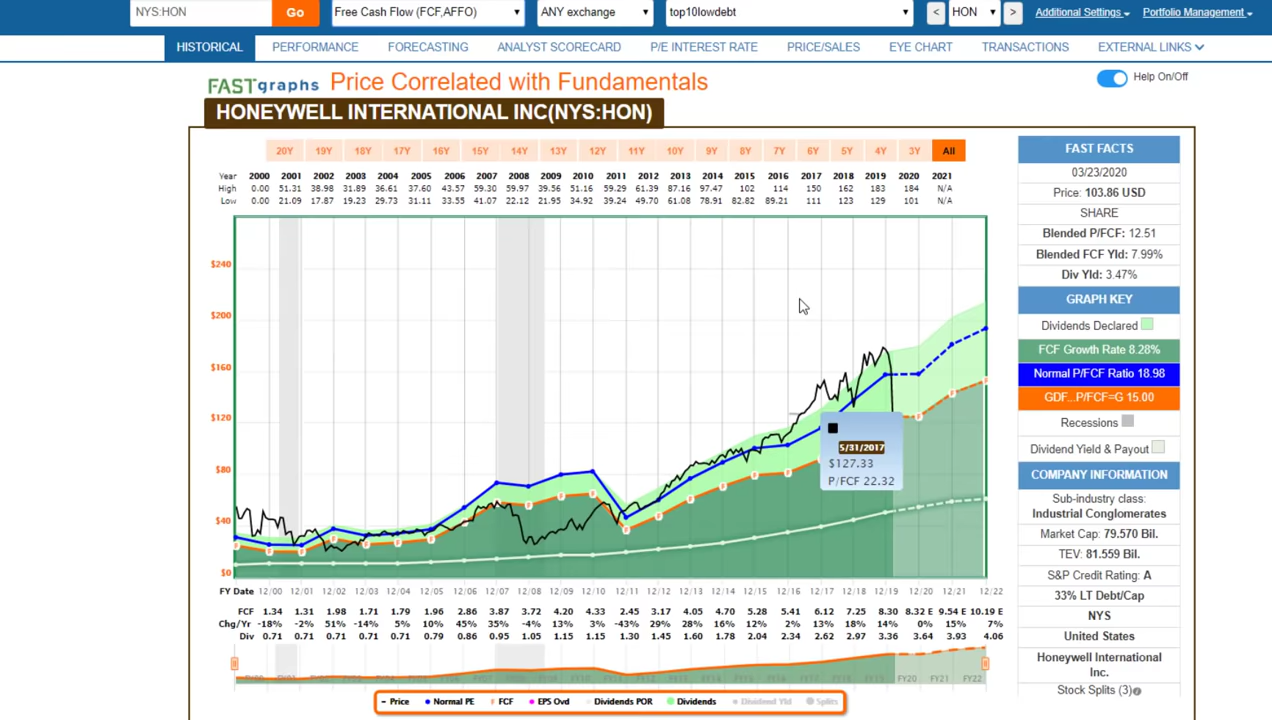 NYS:HON Go Free Cash Flow (FCF,AFFO) ANY exchange top10lowdebt < HON > Additional Settings Portfolio Management
HISTORICAL PERFORMANCE FORECASTING ANALYST SCORECARD P/E INTEREST RATE PRICE/SALES EYE CHART TRANSACTIONS EXTERNAL LINKS
FASTgraphs Price Correlated with Fundamentals
Help On/Off
HONEYWELL INTERNATIONAL INC(NYS:HON)
20Y 19Y 18Y 17Y 16Y 15Y 14Y 13Y 12Y 11Y 10Y 9Y 8Y 7Y 6Y 5Y 4Y 3Y All
Year 2000 2001 2002 2003 2004 2005 2006 2007 2008 2009 2010 2011 2012 2013 2014 2015 2016 2017 2018 2019 2020 2021
High 0.00 51.31 38.98 31.89 36.61 37.60 43.57 59.30 59.97 39.56 51.16 59.29 61.39 87.16 97.47 102 114 150 162 183 184 N/A
Low 0.00 21.09 17.87 19.23 29.73 31.11 33.55 41.07 22.12 21.95 34.92 39.24 49.70 61.08 78.91 82.82 89.21 111 123 129 101 N/A
$240
$200
$160
$120
$80
$40
$0
5/31/2017
$127.33
P/FCF 22.32
FY Date 12/00 12/01 12/02 12/03 12/04 12/05 12/06 12/07 12/08 12/09 12/10 12/11 12/12 12/13 12/14 12/15 12/16 12/17 12/18 12/19 12/20 12/21 12/22
FCF 1.34 1.31 1.98 1.71 1.79 1.96 2.86 3.87 3.72 4.20 4.33 2.45 3.17 4.05 4.70 5.28 5.41 6.12 7.25 8.30 8.32 E 9.54 E 10.19 E
Chg/Yr -18% -2% 51% -14% 5% 10% 45% 35% -4% 13% 3% -43% 29% 28% 16% 12% 2% 13% 18% 14% 0% 15% 7%
Div 0.71 0.71 0.71 0.71 0.71 0.79 0.86 0.95 1.05 1.15 1.15 1.30 1.45 1.60 1.78 2.04 2.34 2.62 2.97 3.36 3.64 3.93 4.06
FY20 FY21 FY22
Price Normal PE FCF EPS Ovd Dividends POR Dividends Dividend Yld Splits
FAST FACTS
03/23/2020
Price: 103.86 USD
SHARE
Blended P/FCF: 12.51
Blended FCF Yld: 7.99%
Div Yld: 3.47%
GRAPH KEY
Dividends Declared
FCF Growth Rate 8.28%
Normal P/FCF Ratio 18.98
GDF...P/FCF=G 15.00
Recessions
Dividend Yield & Payout
COMPANY INFORMATION
Sub-industry class:
Industrial Conglomerates
Market Cap: 79.570 Bil.
TEV: 81.559 Bil.
S&P Credit Rating: A
33% LT Debt/Cap
NYS
United States
Honeywell International
Inc.
Stock Splits (3)